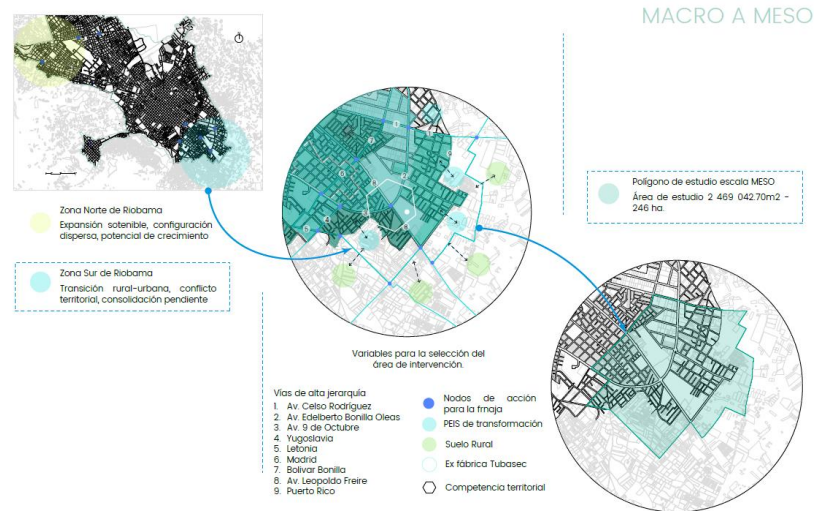 MACRO A MESO
Zona Norte de Riobama
Expansión sotenible, configuración
dispersa, potencial de crecimiento
Zona Sur de Riobama
Transición rural-urbana, conflicto
territorial, consolidación pendiente
Variables para la selección del
área de intervención.
Vías de alta jerarquía
1. Av. Celso Rodríguez
2. Av. Edelberto Bonilla Oleas
3. Av. 9 de Octubre
4. Yugoslavia
5. Letonia
6. Madrid
7. Bolivar Bonilla
8. Av. Leopoldo Freire
9. Puerto Rico
Nodos de acción
para la frnaja
PEIS de transformación
Suelo Rural
Ex fábrica Tubasec
Competencia territorial
Polígono de estudio escala MESO
Área de estudio 2 469 042.70m2 -
246 ha.